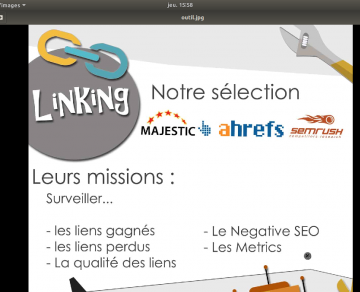 Images
jeu. 15:58
outil.jpg
LiNKiNg
Notre sélection
MAJESTIC
ahrefs
SEMRUSH
Leurs missions :
Surveiller...
- les liens gagnés
- les liens perdus
- La qualité des liens
- Le Negative SEO
- Les Metrics